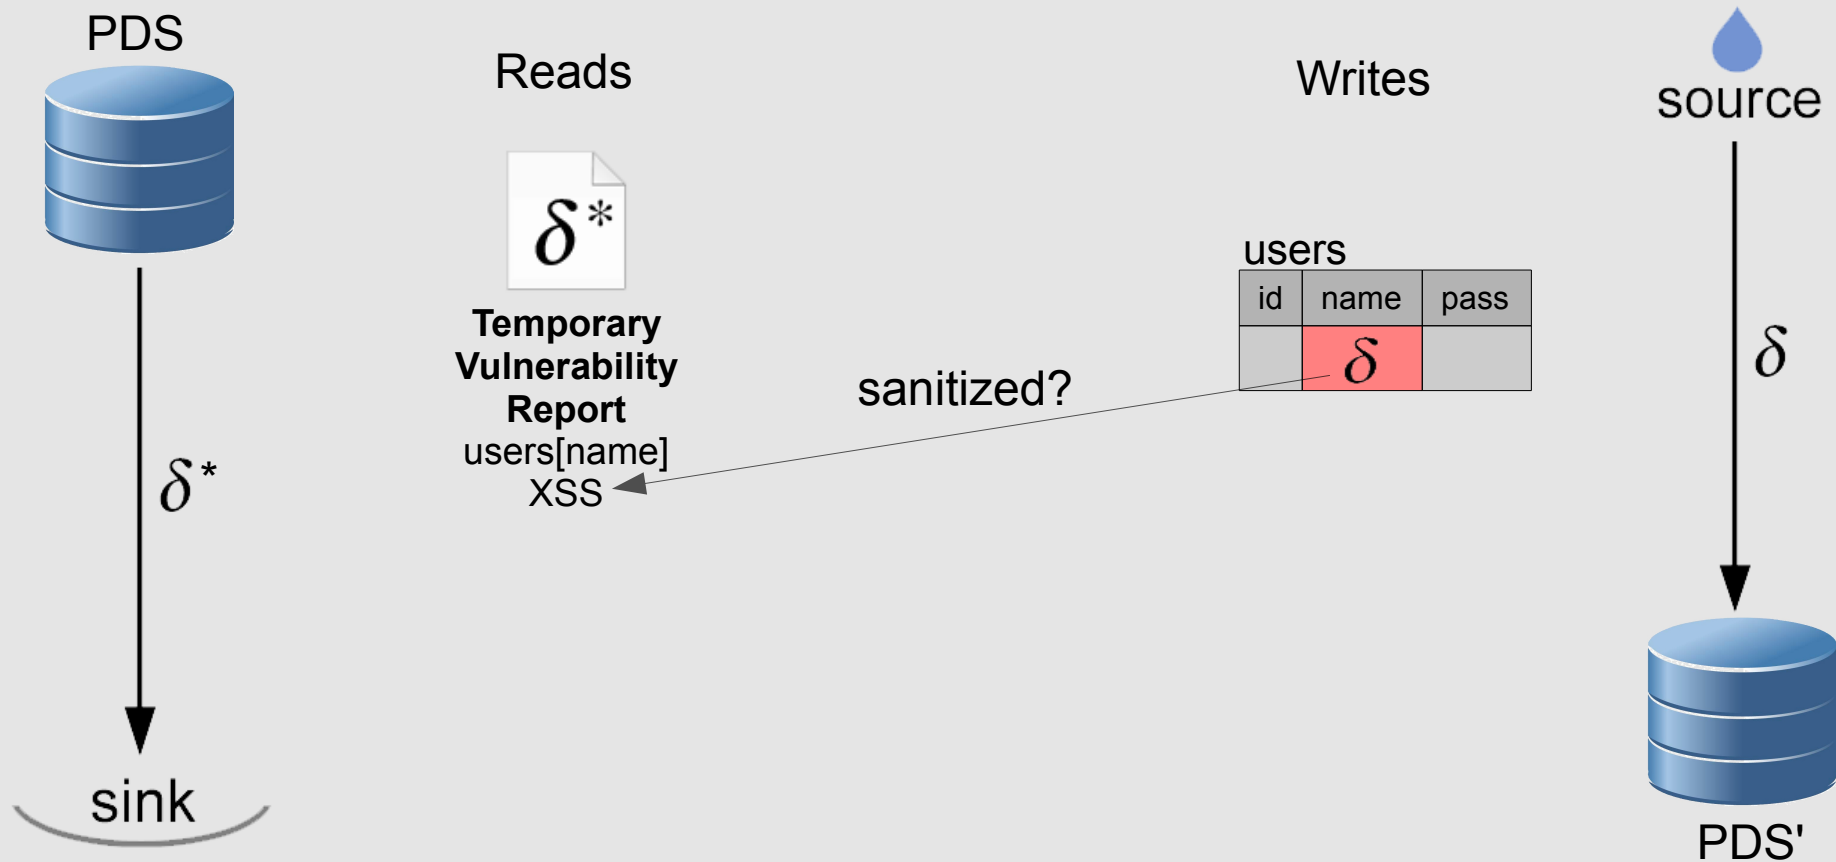 PDS
δ*
sink
Reads
δ*
Temporary
Vulnerability
Report
users[name]
XSS
sanitized?
Writes
users
id name pass
δ
source
δ
PDS'